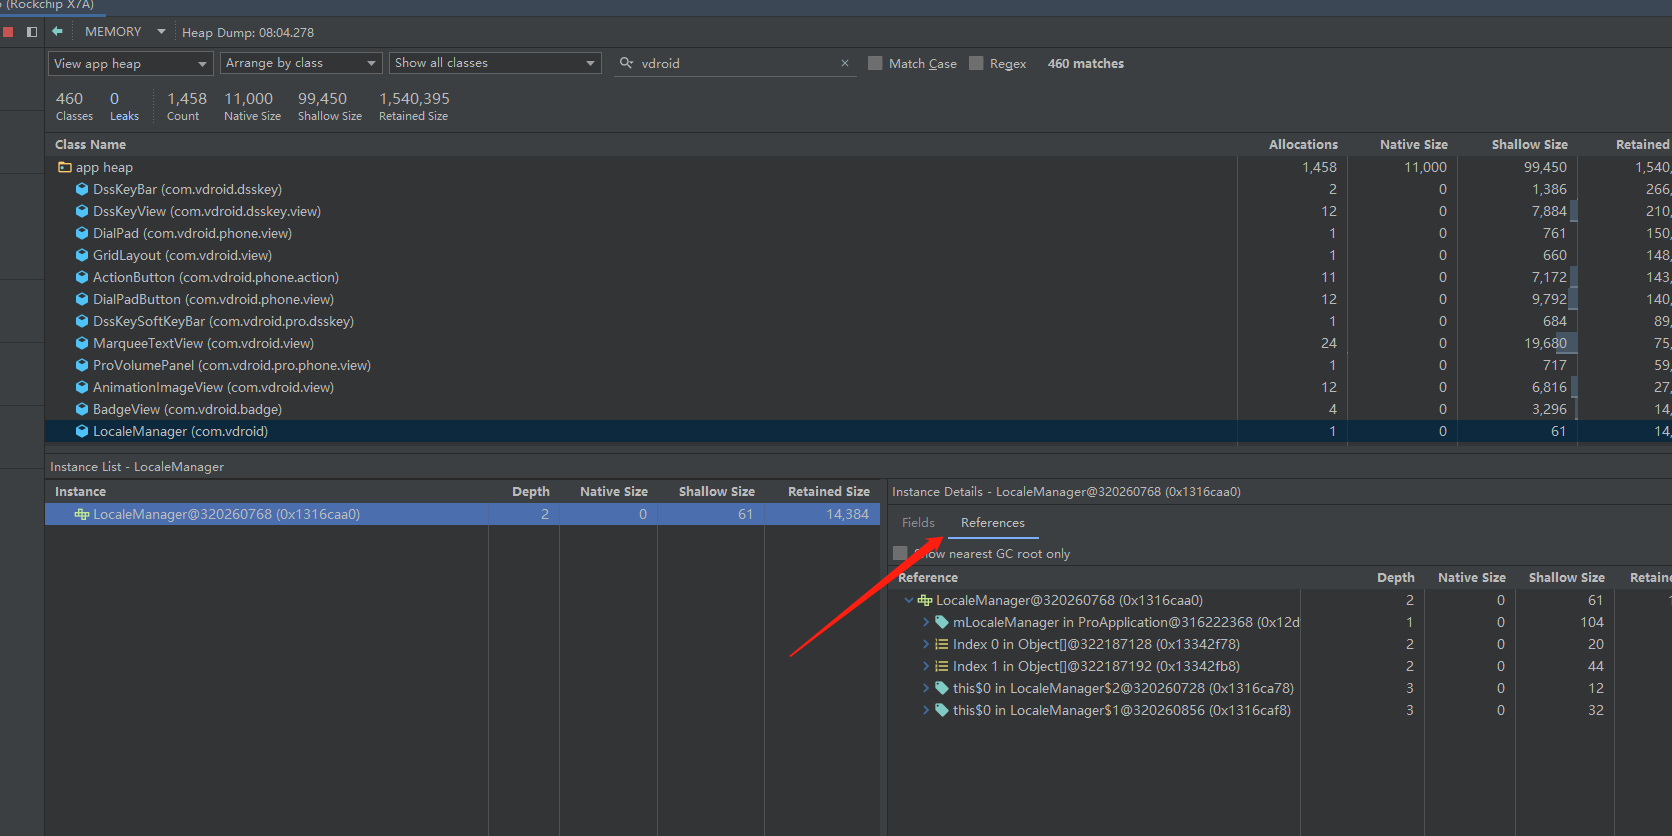 (Rockchip X7A)
MEMORY Heap Dump: 08:04.278
View app heap Arrange by class Show all classes vdroid × Match Case Regex 460 matches
460 0 1,458 11,000 99,450 1,540,395
Classes Leaks Count Native Size Shallow Size Retained Size
Class Name Allocations Native Size Shallow Size Retained
app heap 1,458 11,000 99,450 1,540,
DssKeyBar (com.vdroid.dsskey) 2 0 1,386 266,
DssKeyView (com.vdroid.dsskey.view) 12 0 7,884 210,
DialPad (com.vdroid.phone.view) 1 0 761 150,
GridLayout (com.vdroid.view) 1 0 660 148,
ActionButton (com.vdroid.phone.action) 11 0 7,172 143,
DialPadButton (com.vdroid.phone.view) 12 0 9,792 140,
DssKeySoftKeyBar (com.vdroid.pro.dsskey) 1 0 684 89,
MarqueeTextView (com.vdroid.view) 24 0 19,680 75,
ProVolumePanel (com.vdroid.pro.phone.view) 1 0 717 59,
AnimationImageView (com.vdroid.view) 12 0 6,816 27,
BadgeView (com.vdroid.badge) 4 0 3,296 14,
LocaleManager (com.vdroid) 1 0 61 14,
Instance List - LocaleManager
Instance Depth Native Size Shallow Size Retained Size
LocaleManager@320260768 (0x1316caa0) 2 0 61 14,384
Instance Details - LocaleManager@320260768 (0x1316caa0)
Fields References
Show nearest GC root only
Reference Depth Native Size Shallow Size Retaine
LocaleManager@320260768 (0x1316caa0) 2 0 61
mLocaleManager in ProApplication@316222368 (0x12d 1 0 104
Index 0 in Object[]@322187128 (0x13342f78) 2 0 20
Index 1 in Object[]@322187192 (0x13342fb8) 2 0 44
this$0 in LocaleManager$2@320260728 (0x1316ca78) 3 0 12
this$0 in LocaleManager$1@320260856 (0x1316caf8) 3 0 32